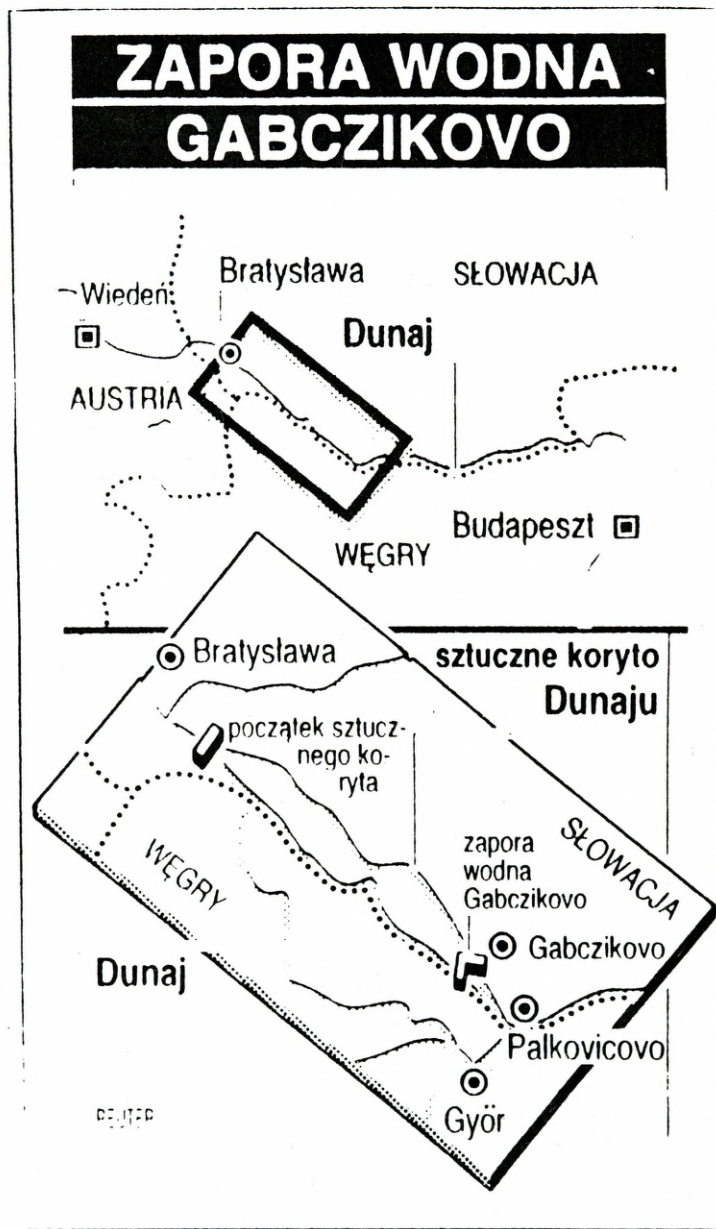 ZAPORA WODNA
GABCZIKOVO
Bratysława
SŁOWACJA
Wiedeń
Dunaj
AUSTRIA
Budapeszt
WĘGRY
Bratysława
sztuczne koryto
Dunaju
początek sztucz-
nego ko-
ryta
SŁOWACJA
zapora
wodna
Gabczikovo
WĘGRY
Gabczikovo
Dunaj
Palkovicovo
Györ
REUTER